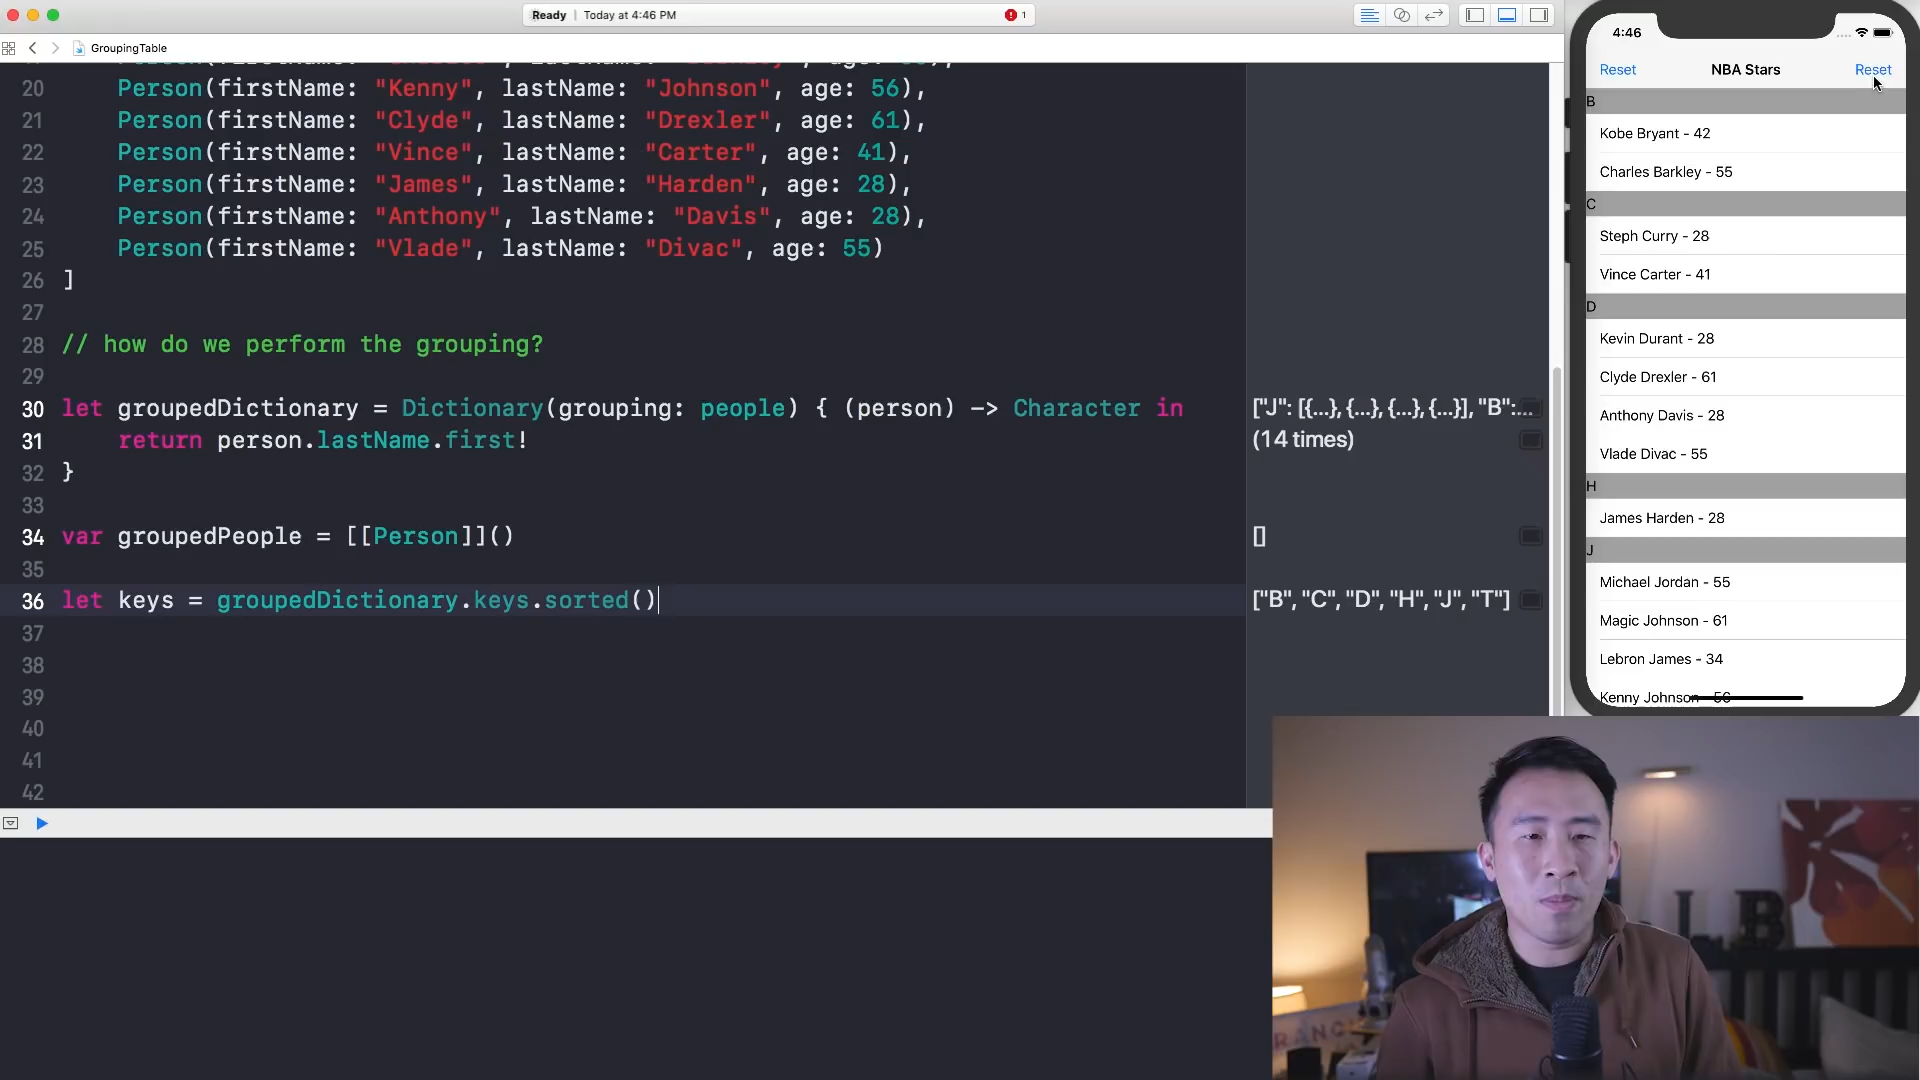 Ready | Today at 4:46 PM
1
GroupingTable
20 Person(firstName: "Kenny", lastName: "Johnson", age: 56),
21 Person(firstName: "Clyde", lastName: "Drexler", age: 61),
22 Person(firstName: "Vince", lastName: "Carter", age: 41),
23 Person(firstName: "James", lastName: "Harden", age: 28),
24 Person(firstName: "Anthony", lastName: "Davis", age: 28),
25 Person(firstName: "Vlade", lastName: "Divac", age: 55)
26 ]
27
28 // how do we perform the grouping?
29
30 let groupedDictionary = Dictionary(grouping: people) { (person) -> Character in
31 return person.lastName.first!
32 }
33
34 var groupedPeople = [[Person]]()
35
36 let keys = groupedDictionary.keys.sorted()
37
38
39
40
41
42
["J": [{...}, {...}, {...}, {...}], "B":...
(14 times)
[]
["B", "C", "D", "H", "J", "T"]
4:46
Reset NBA Stars Reset
B
Kobe Bryant - 42
Charles Barkley - 55
C
Steph Curry - 28
Vince Carter - 41
D
Kevin Durant - 28
Clyde Drexler - 61
Anthony Davis - 28
Vlade Divac - 55
H
James Harden - 28
J
Michael Jordan - 55
Magic Johnson - 61
Lebron James - 34
Kenny Johnson - 56
L B